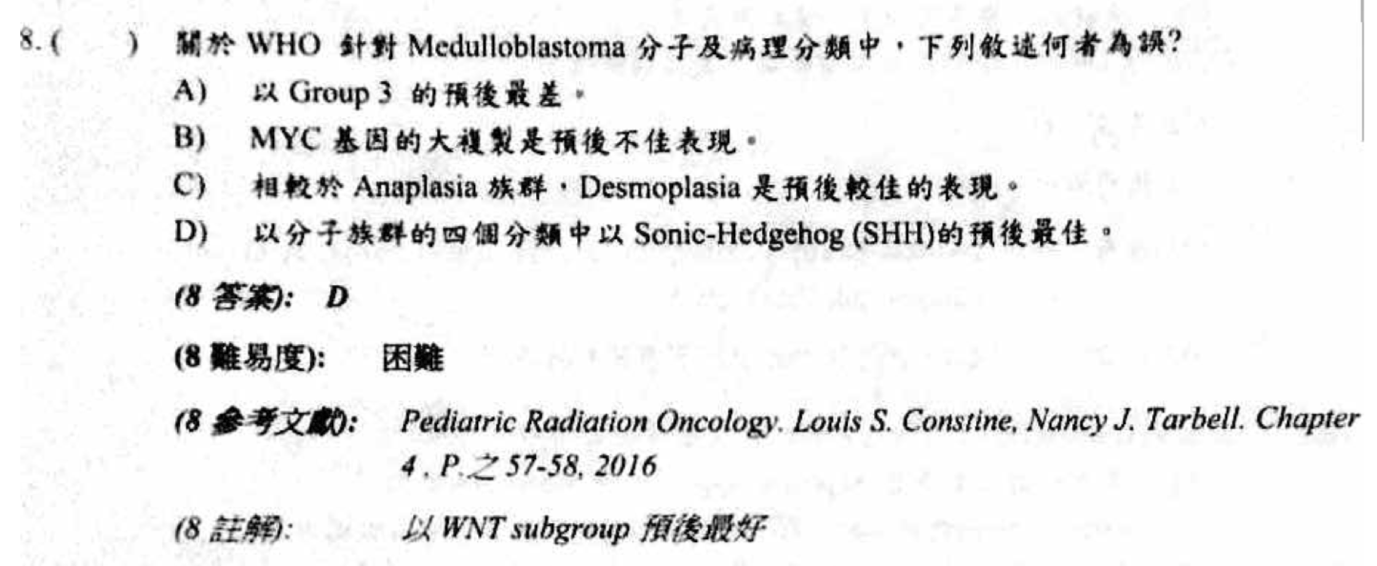 8. ( ) 關於 WHO 針對 Medulloblastoma 分子及病理分類中，下列敘述何者為誤?
A) 以 Group 3 的預後最差。
B) MYC 基因的大複製是預後不佳表現。
C) 相較於 Anaplasia 族群，Desmoplasia 是預後較佳的表現。
D) 以分子族群的四個分類中以 Sonic-Hedgehog (SHH)的預後最佳。
(8 答案): D
(8 難易度): 困難
(8 參考文獻): Pediatric Radiation Oncology. Louis S. Constine, Nancy J. Tarbell. Chapter
4 , P.之 57-58, 2016
(8 註解): 以 WNT subgroup 預後最好